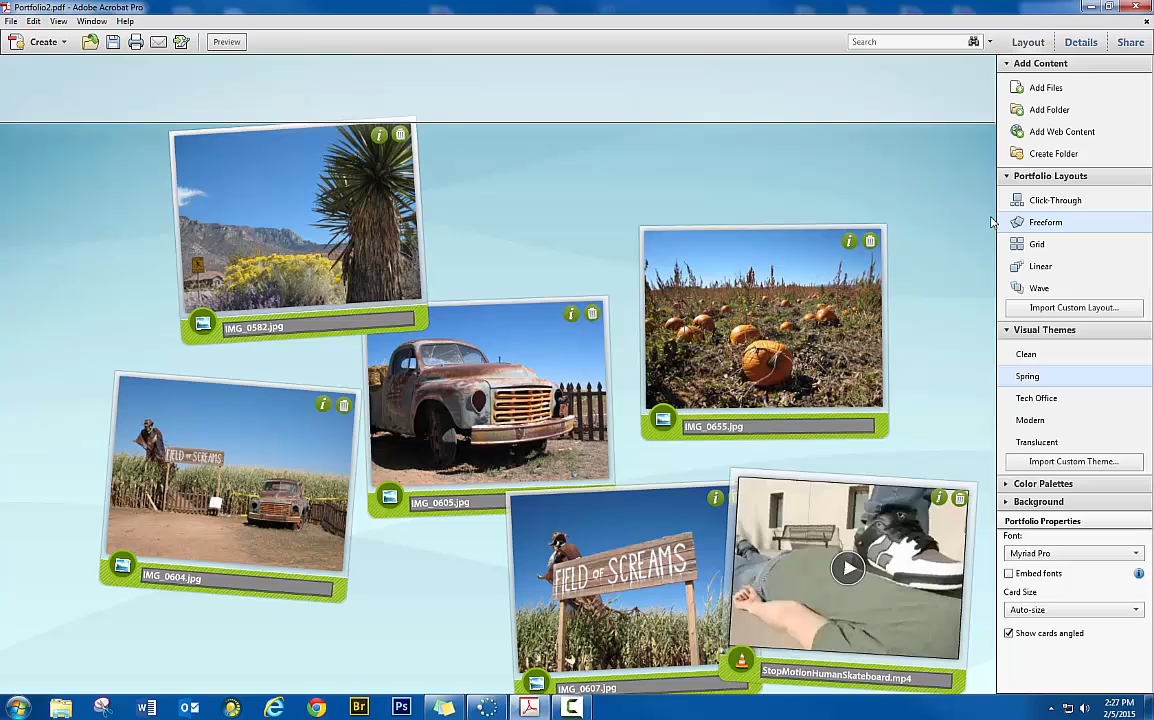 Portfolio2.pdf - Adobe Acrobat Pro
File Edit View Window Help
Create Preview Search Layout Details Share
Add Content
Add Files
Add Folder
Add Web Content
Create Folder
Portfolio Layouts
Click-Through
Freeform
Grid
Linear
Wave
Import Custom Layout...
Visual Themes
Clean
Spring
Tech Office
Modern
Translucent
Import Custom Theme...
Color Palettes
Background
Portfolio Properties
Font:
Myriad Pro
Embed fonts
Card Size
Auto-size
Show cards angled
IMG_0582.jpg
IMG_0655.jpg
IMG_0605.jpg
FIELD OF SCREAMS
IMG_0604.jpg
FIELD OF SCREAMS
IMG_0607.jpg
StopMotionHumanSkateboard.mp4
Br Ps
2:27 PM
2/5/2015